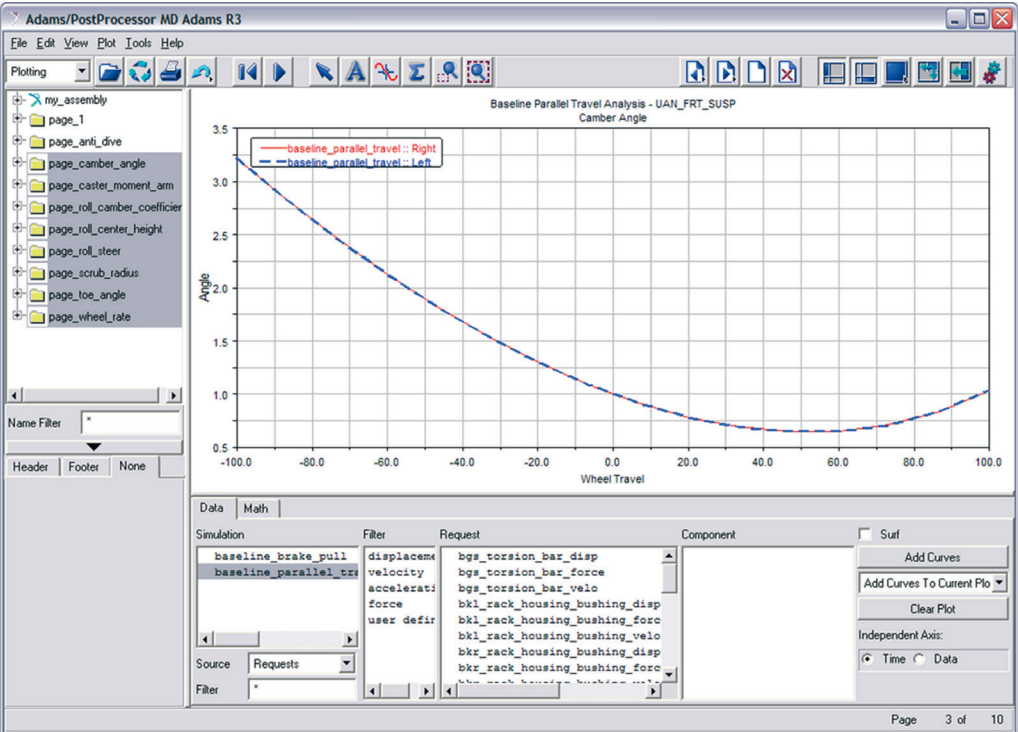 Adams/PostProcessor MD Adams R3
File Edit View Plot Tools Help
Plotting
my_assembly
page_1
page_anti_dive
page_camber_angle
page_caster_moment_arm
page_roll_camber_coefficien
page_roll_center_height
page_roll_steer
page_scrub_radius
page_toe_angle
page_wheel_rate
Name Filter *
Header Footer None
Baseline Parallel Travel Analysis - UAN_FRT_SUSP
Camber Angle
baseline_parallel_travel :: Right
baseline_parallel_travel :: Left
3.5
3.0
2.5
2.0
1.5
1.0
0.5
Angle
-100.0 -80.0 -60.0 -40.0 -20.0 0.0 20.0 40.0 60.0 80.0 100.0
Wheel Travel
Data Math
Simulation
baseline_brake_pull
baseline_parallel_tra
Source Requests
Filter *
Filter
displaceme
velocity
accelerati
force
user defin
Request
bgs_torsion_bar_disp
bgs_torsion_bar_force
bgs_torsion_bar_velo
bkl_rack_housing_bushing_disp
bkl_rack_housing_bushing_forc
bkl_rack_housing_bushing_velo
bkr_rack_housing_bushing_disp
bkr_rack_housing_bushing_forc
Component
Surf
Add Curves
Add Curves To Current Plo
Clear Plot
Independent Axis:
Time Data
Page 3 of 10